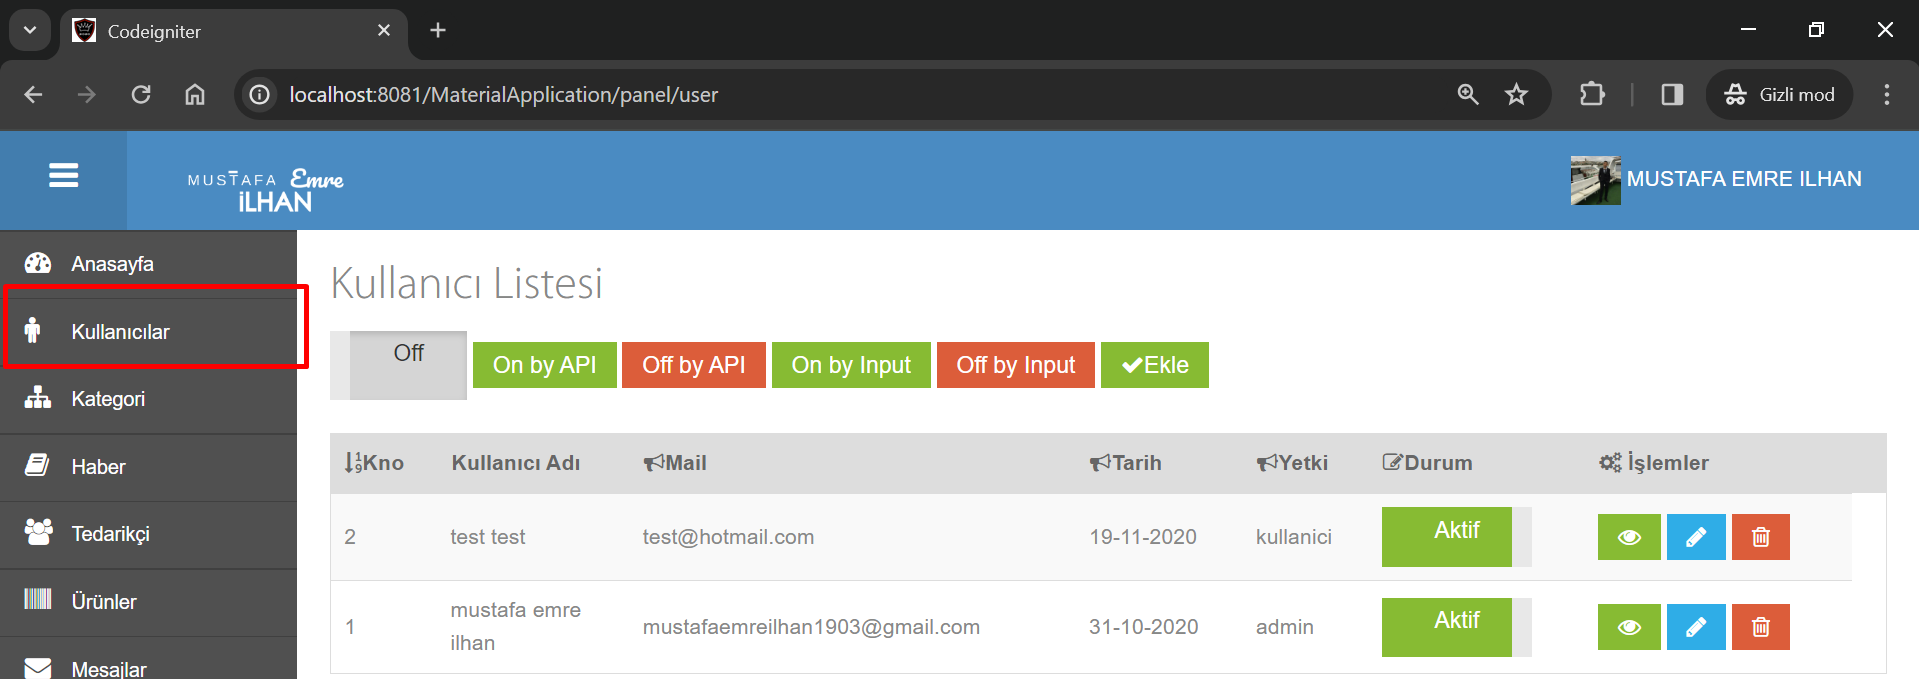 Codeigniter
localhost:8081/MaterialApplication/panel/user
Gizli mod
MUSTAFA Emre
İLHAN
MUSTAFA EMRE ILHAN
Anasayfa
Kullanıcılar
Kategori
Haber
Tedarikçi
Ürünler
Mesajlar
Kullanıcı Listesi
Off On by API Off by API On by Input Off by Input Ekle
Kno Kullanıcı Adı Mail Tarih Yetki Durum İşlemler
2 test test test@hotmail.com 19-11-2020 kullanici Aktif
1 mustafa emre ilhan mustafaemreilhan1903@gmail.com 31-10-2020 admin Aktif